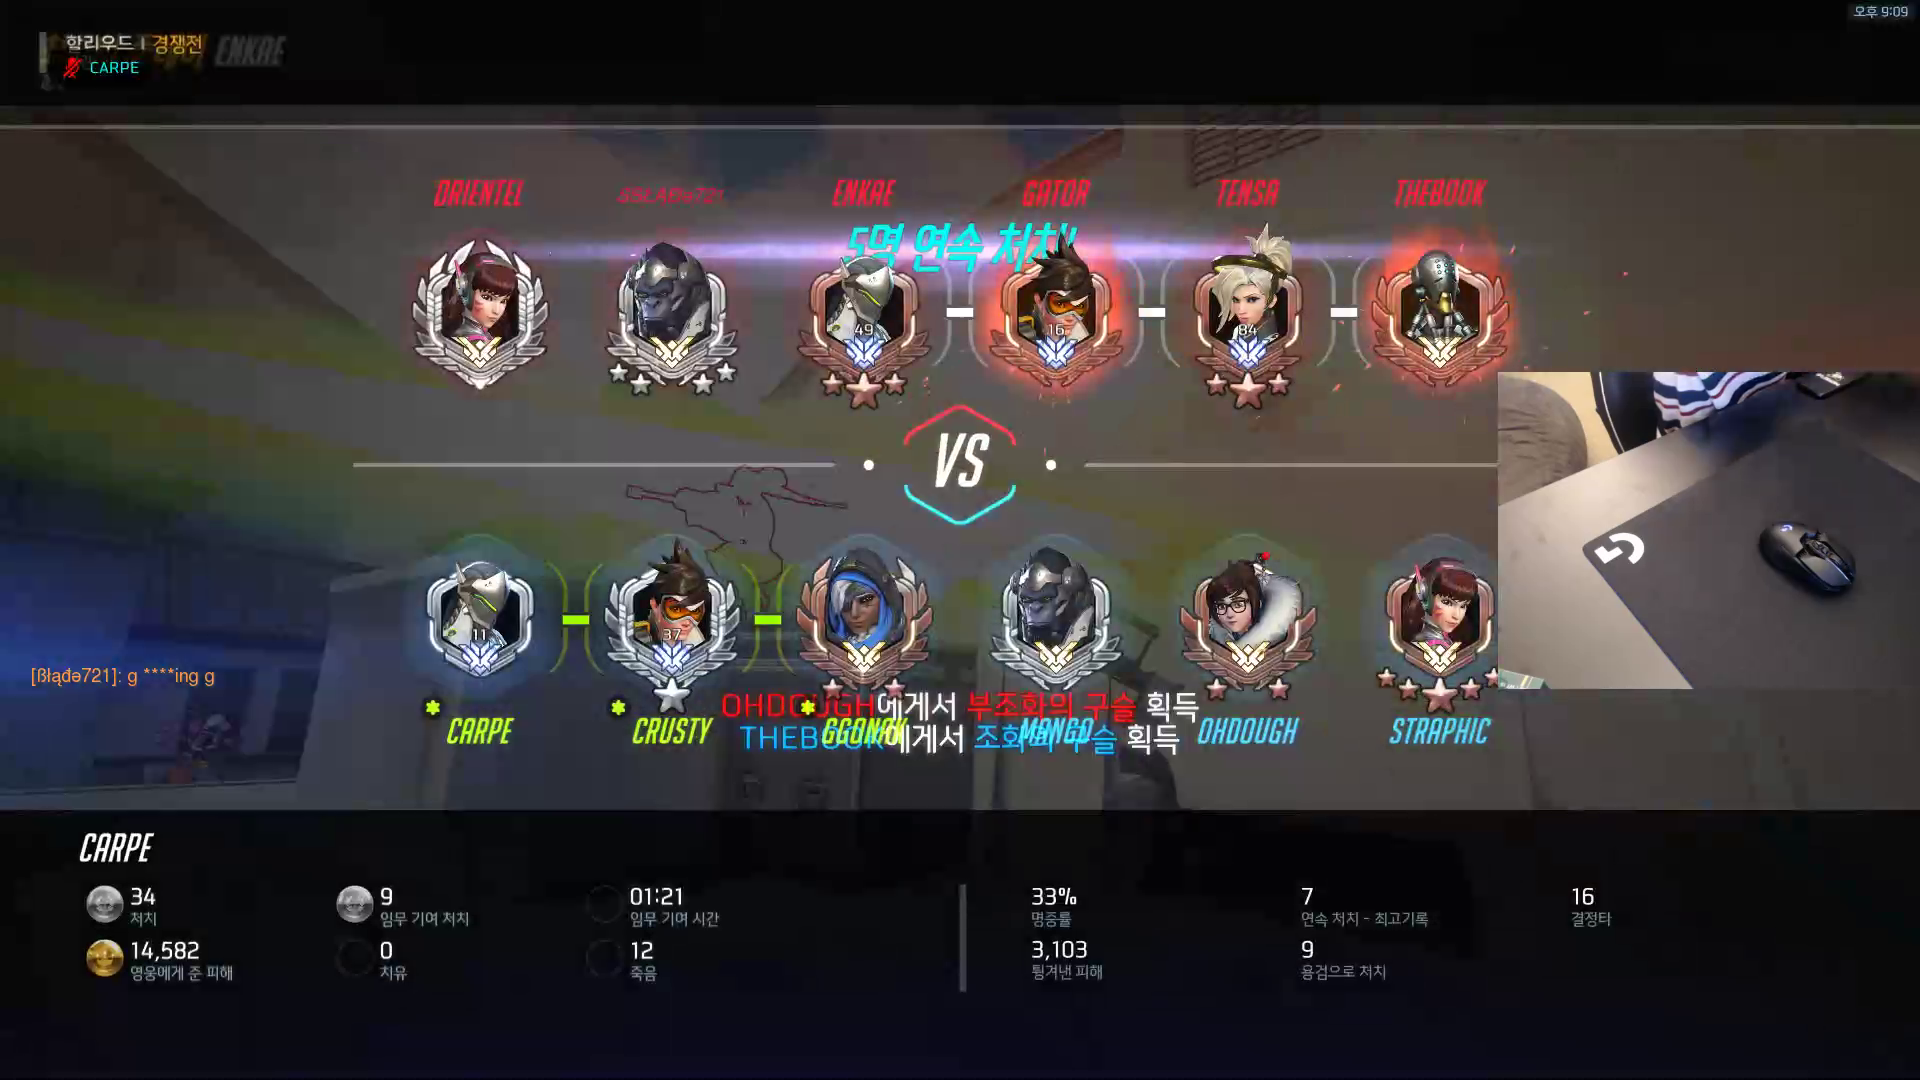 오후 9:09
할리우드 | 경쟁전
ENKAE
CARPE
ORIENTEL
ENKAE
GATOR
TENSA
THEBOOK
5명 연속 처치!
49
16
84
VS
11
37
[ßłąđə721]: g ****ing g
OHDOUGH에게서 부조화의 구슬 획득
THEBOOK에게서 조화의 구슬 획득
CARPE
CRUSTY
MANGO
OHDOUGH
STRAPHIC
CARPE
34
처치
9
임무 기여 처치
01:21
임무 기여 시간
33%
명중률
7
연속 처치 - 최고기록
16
결정타
14,582
영웅에게 준 피해
0
치유
12
죽음
3,103
튕겨낸 피해
9
용검으로 처치